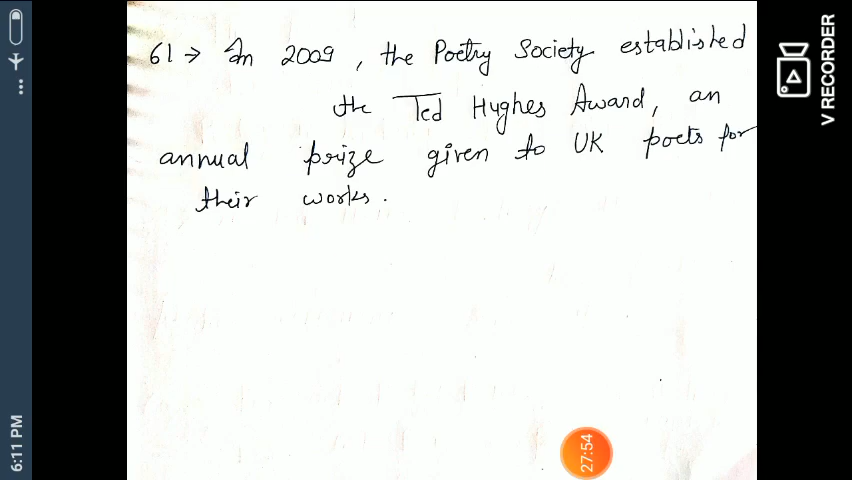 61 → In 2009, the Poetry Society established
the Ted Hughes Award, an
annual prize given to UK poets for
their works.
27:54
6:11 PM
V RECORDER